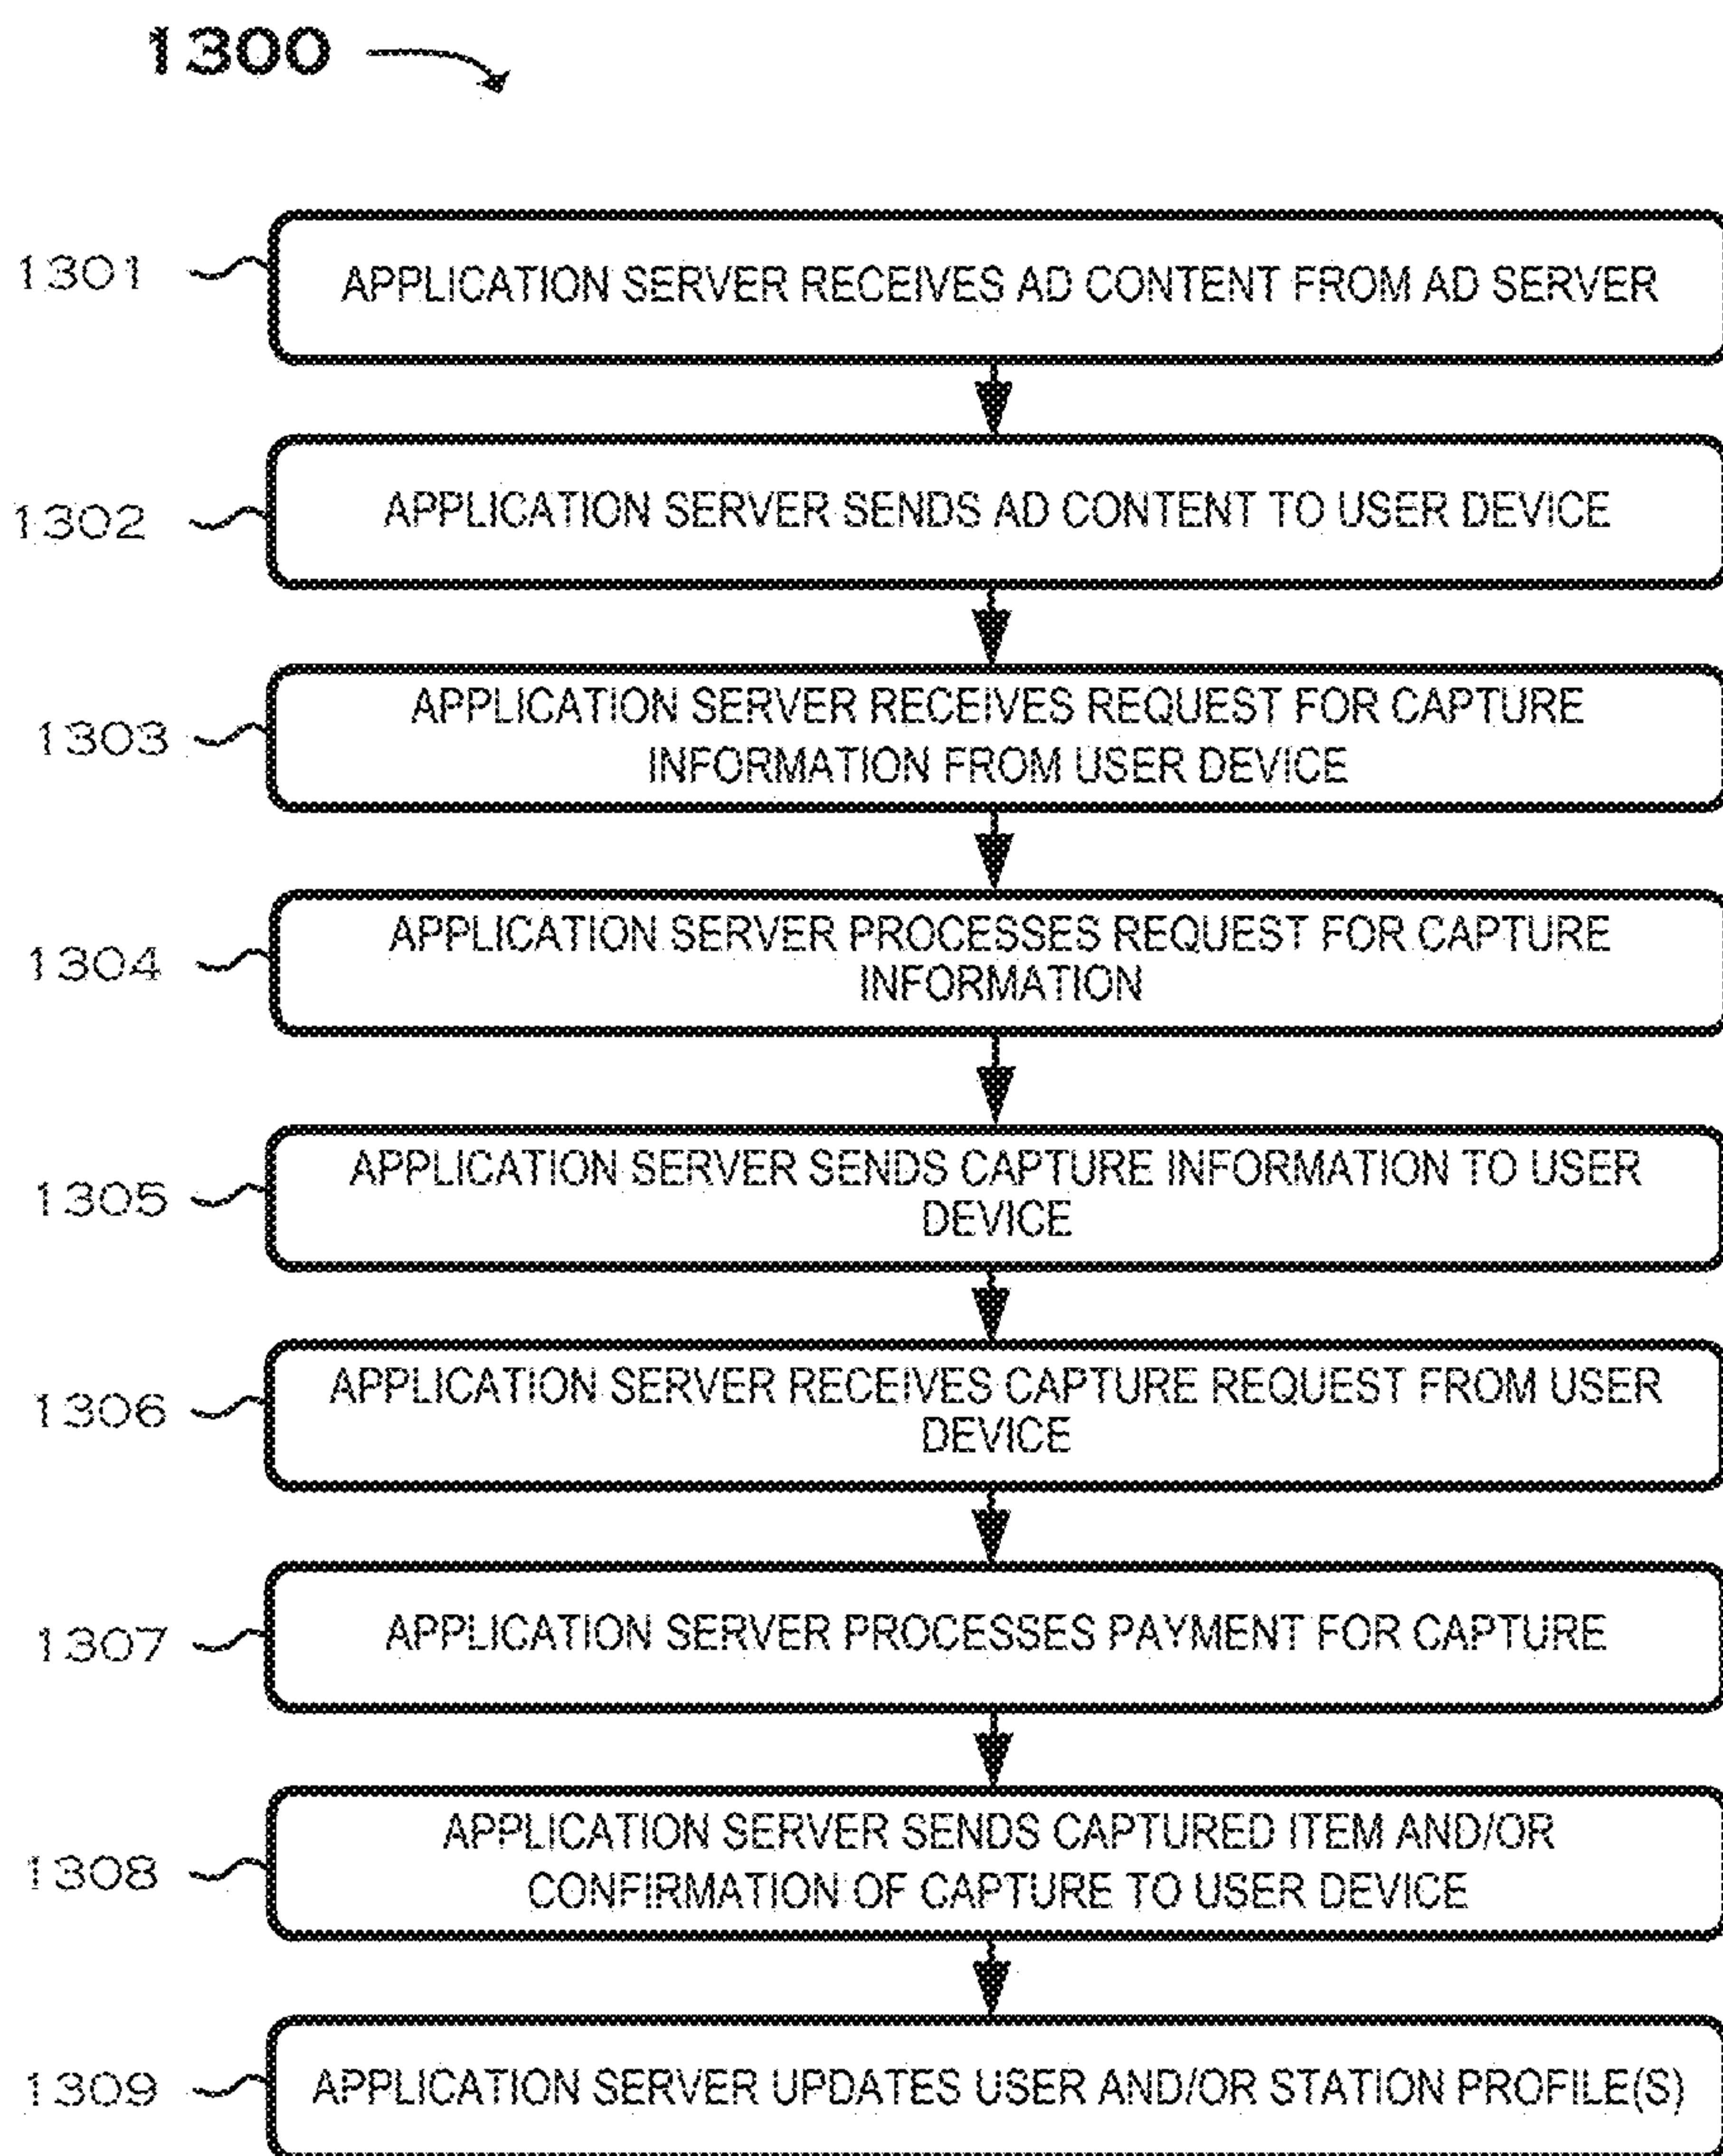 1300
1301
APPLICATION SERVER RECEIVES AD CONTENT FROM AD SERVER
1302
APPLICATION SERVER SENDS AD CONTENT TO USER DEVICE
1303
APPLICATION SERVER RECEIVES REQUEST FOR CAPTURE
INFORMATION FROM USER DEVICE
1304
APPLICATION SERVER PROCESSES REQUEST FOR CAPTURE
INFORMATION
1305
APPLICATION SERVER SENDS CAPTURE INFORMATION TO USER
DEVICE
1306
APPLICATION SERVER RECEIVES CAPTURE REQUEST FROM USER
DEVICE
1307
APPLICATION SERVER PROCESSES PAYMENT FOR CAPTURE
1308
APPLICATION SERVER SENDS CAPTURED ITEM AND/OR
CONFIRMATION OF CAPTURE TO USER DEVICE
1309
APPLICATION SERVER UPDATES USER AND/OR STATION PROFILE(S)